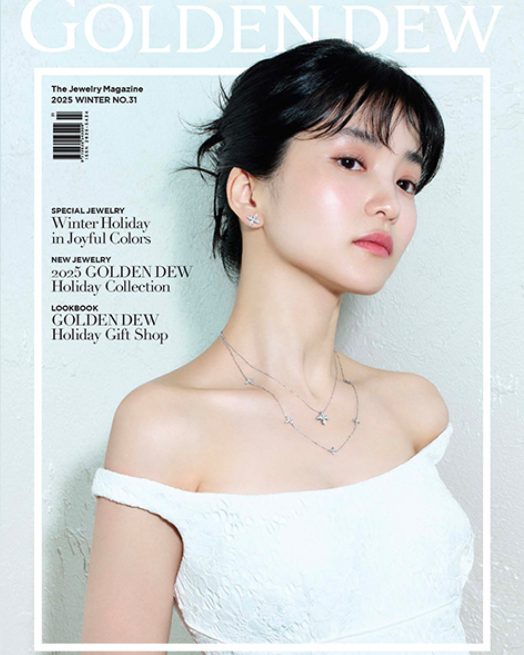 GOLDEN DEW
The Jewelry Magazine
2025 WINTER NO.31
SPECIAL JEWELRY
Winter Holiday
in Joyful Colors
NEW JEWELRY
2025 GOLDEN DEW
Holiday Collection
LOOKBOOK
GOLDEN DEW
Holiday Gift Shop